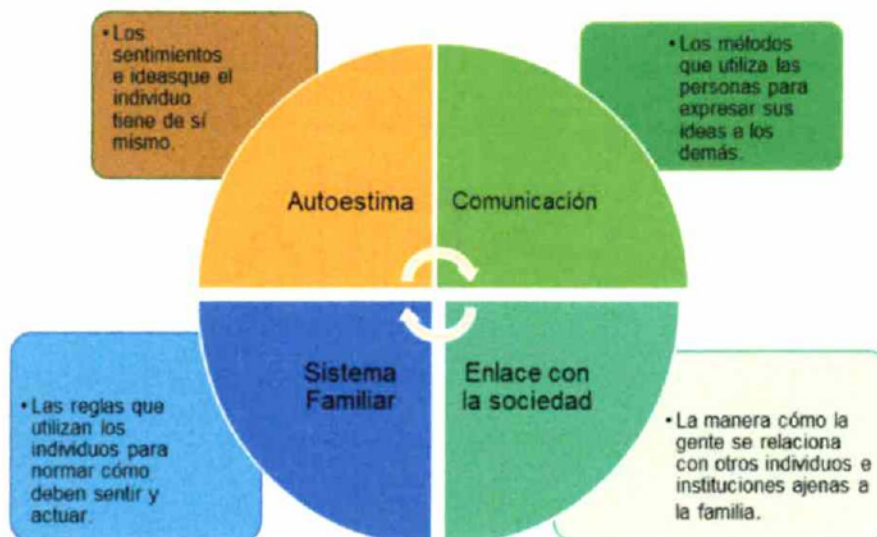 • Los
sentimientos
e ideasque el
individuo
tiene de sí
mismo.
• Los métodos
que utiliza las
personas para
expresar sus
ideas a los
demás.
Autoestima
Comunicación
Sistema
Familiar
Enlace con
la sociedad
• Las reglas que
utilizan los
individuos para
normar cómo
deben sentir y
actuar.
• La manera cómo la
gente se relaciona
con otros individuos e
instituciones ajenas a
la familia.